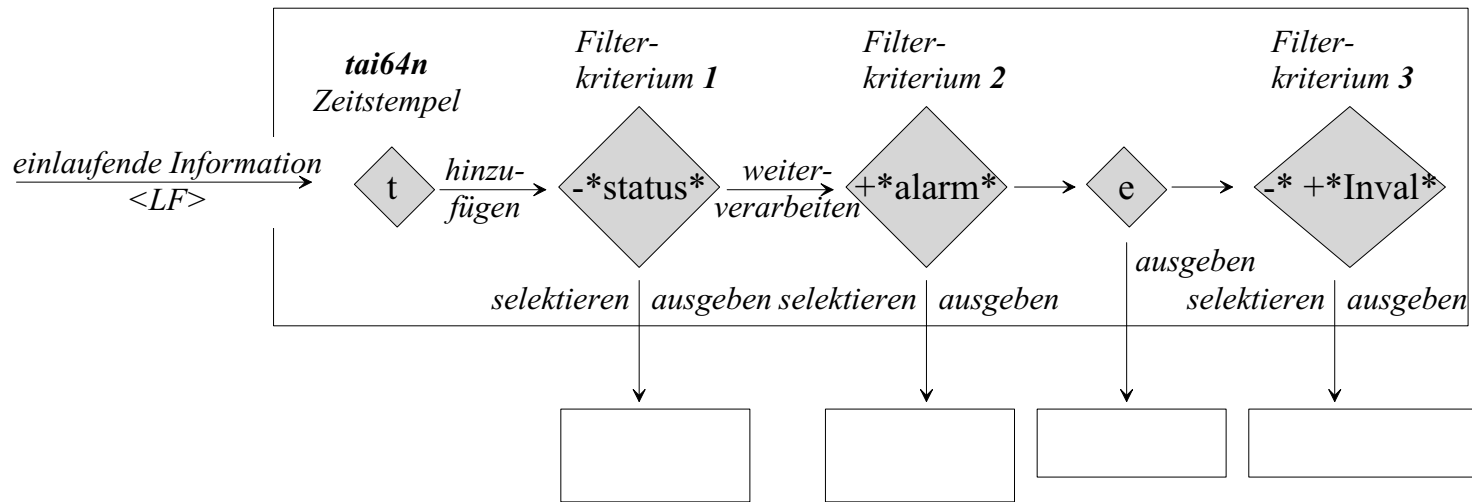 tai64n
Zeitstempel
Filter-
kriterium 1
Filter-
kriterium 2
Filter-
kriterium 3
einlaufende Information
<LF>
t
hinzu-
fügen
-*status*
weiter-
verarbeiten
+*alarm*
e
-* +*Inval*
selektieren
ausgeben
selektieren
ausgeben
ausgeben
selektieren
ausgeben